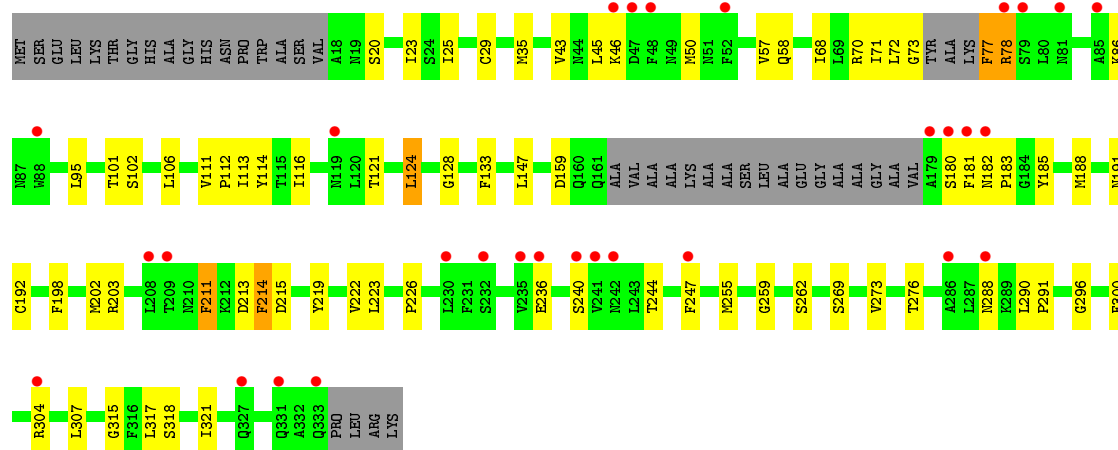 MET SER GLU LEU LYS THR GLY HIS ALA GLY HIS ASN PRO TRP ALA SER VAL A18 N19 S20 I23 S24 I25 C29 M35 V43 N44 L45 K46 D47 F48 N49 M50 N51 F52 V57 Q58 I68 L69 R70 I71 L72 G73 TYR ALA LYS F77 R78 S79 L80 N81 A85 K86
N87 W88 L95 T101 S102 L106 V111 P112 I113 Y114 T115 I116 N119 L120 T121 L124 G128 F133 L147 D159 Q160 Q161 ALA VAL ALA ALA LYS ALA ALA SER LEU ALA GLU GLY ALA ALA GLY ALA VAL A179 S180 F181 N182 P183 G184 Y185 M188 N191
C192 F198 M202 R203 L208 T209 N210 F211 K212 D213 F214 D215 Y219 V222 L223 P226 L230 F231 S232 V235 E236 S240 V241 N242 L243 T244 F247 M255 G259 S262 S269 V273 T276 A286 L287 N288 K289 L290 P291 G296
R304 L307 G315 F316 L317 S318 I321 Q327 Q331 A332 Q333 PRO LEU ARG LYS